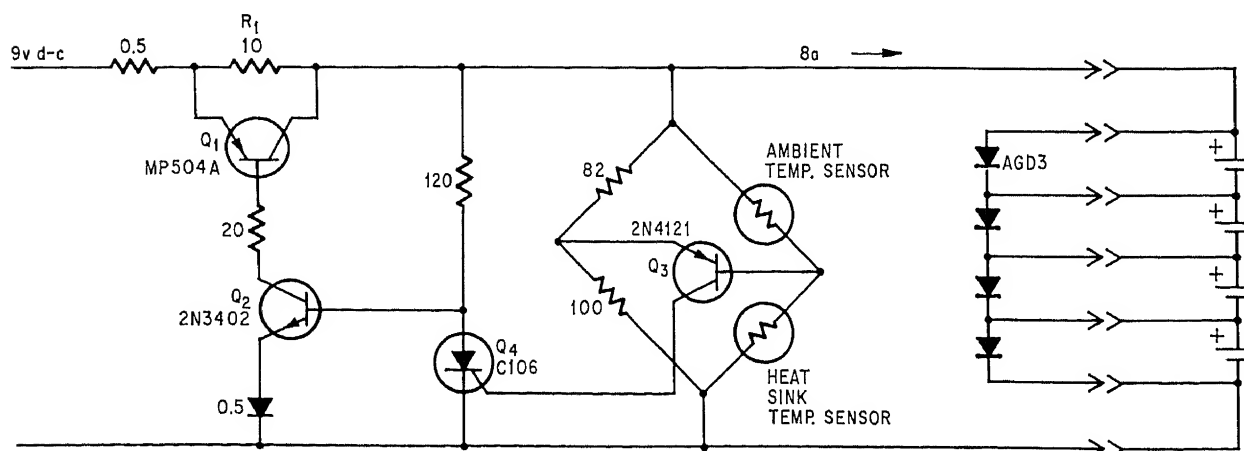 9v d-c
0.5
R1
10
8a
Q1
MP504A
120
82
AMBIENT
TEMP. SENSOR
AGD3
+
20
2N4121
Q3
+
Q2
2N3402
100
+
Q4
C106
+
0.5
HEAT
SINK
TEMP. SENSOR